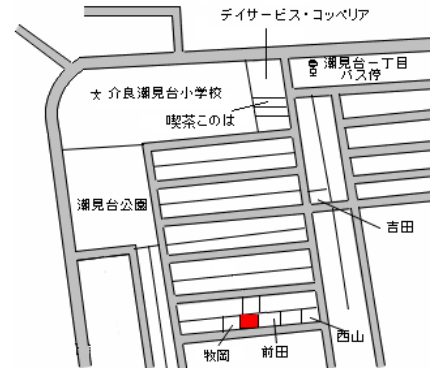 デイサービス・コッペリア
潮見台一丁目
バス停
介良潮見台小学校
喫茶このは
潮見台公園
吉田
西山
前田
牧岡